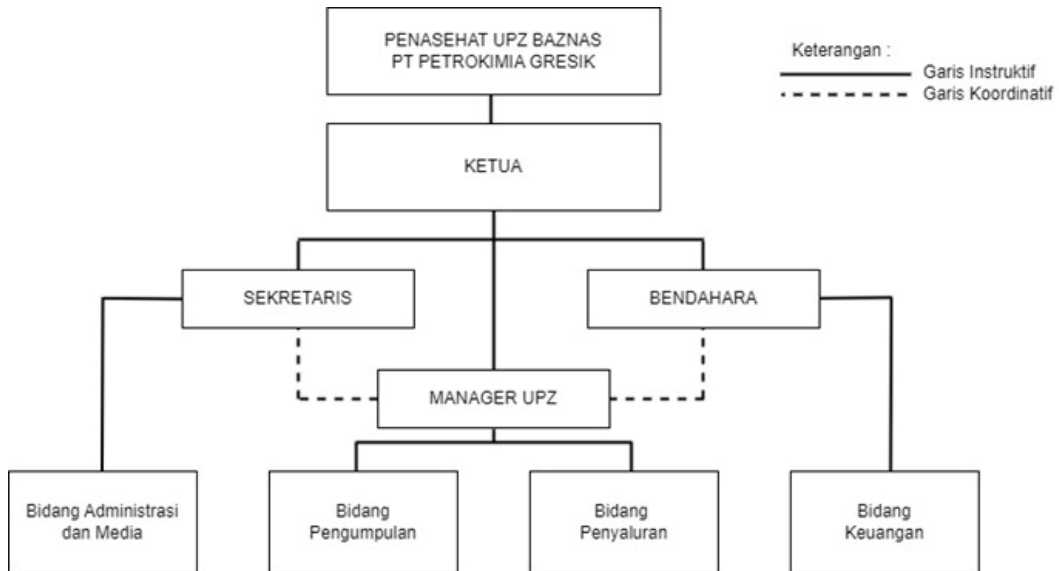 PENASEHAT UPZ BAZNAS
PT PETROKIMIA GRESIK
Keterangan :
Garis Instruktif
Garis Koordinatif
KETUA
SEKRETARIS
BENDAHARA
MANAGER UPZ
Bidang Administrasi
dan Media
Bidang
Pengumpulan
Bidang
Penyaluran
Bidang
Keuangan